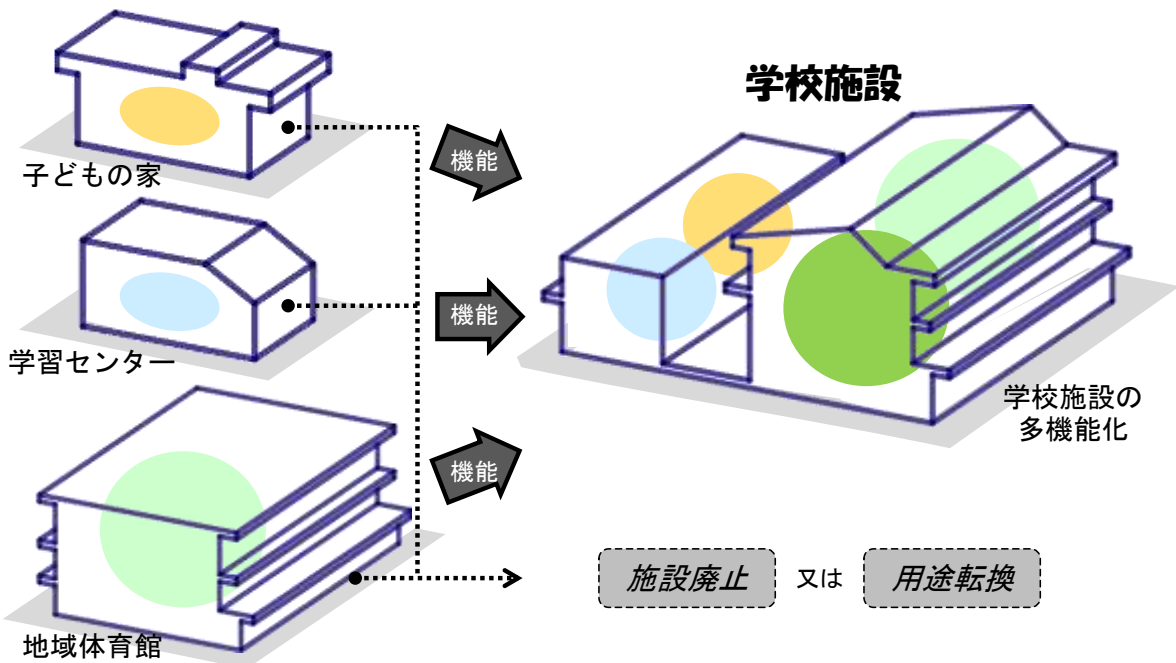 学校施設
子どもの家
機能
学習センター
機能
学校施設の
多機能化
機能
施設廃止 又は 用途転換
地域体育館